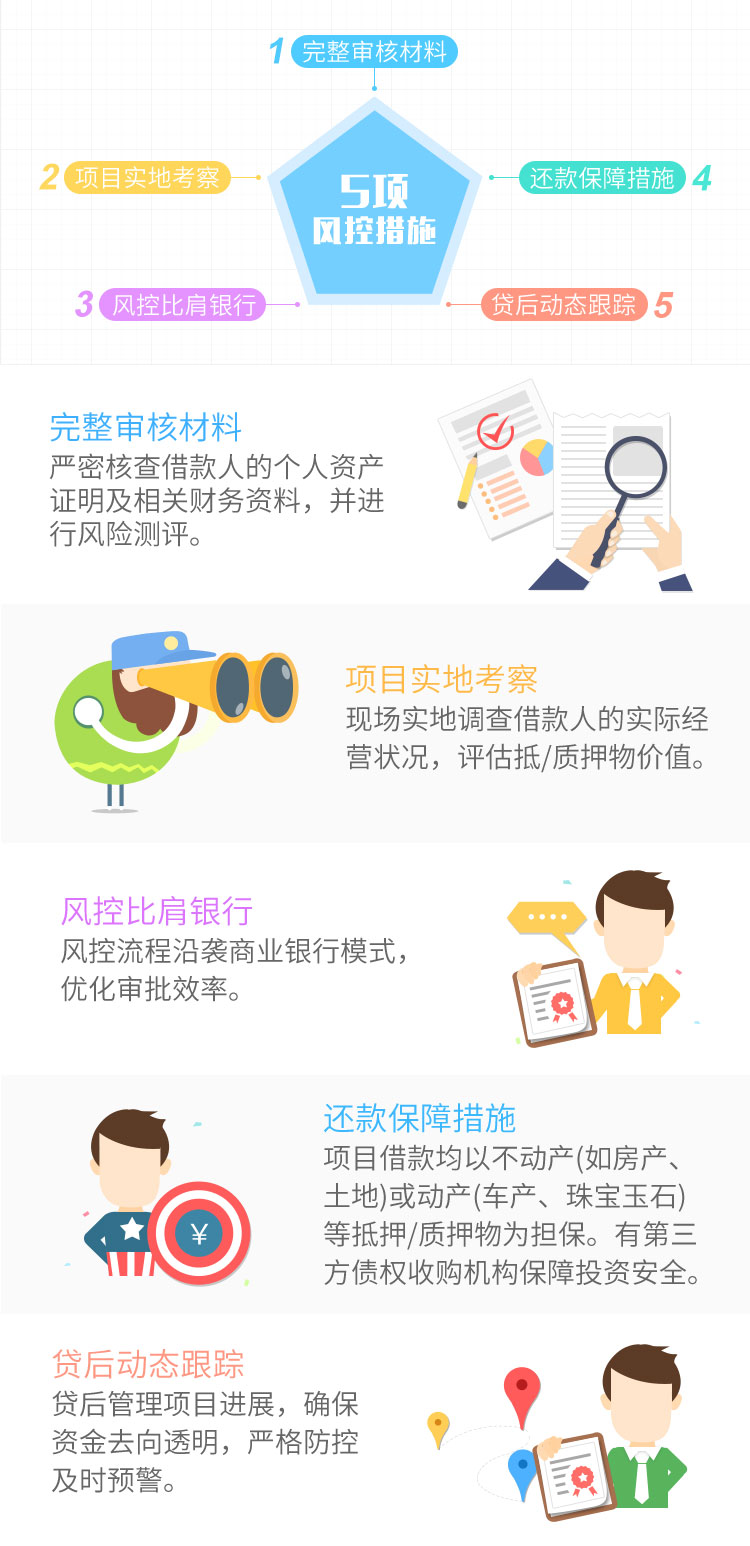 1 完整审核材料
2 项目实地考察
5项
风控措施
还款保障措施 4
3 风控比肩银行
贷后动态跟踪 5
完整审核材料
严密核查借款人的个人资产
证明及相关财务资料，并进
行风险测评。
项目实地考察
现场实地调查借款人的实际经
营状况，评估抵/质押物价值。
风控比肩银行
风控流程沿袭商业银行模式，
优化审批效率。
还款保障措施
项目借款均以不动产(如房产、
土地)或动产(车产、珠宝玉石)
等抵押/质押物为担保。有第三
方债权收购机构保障投资安全。
¥
贷后动态跟踪
贷后管理项目进展，确保
资金去向透明，严格防控
及时预警。